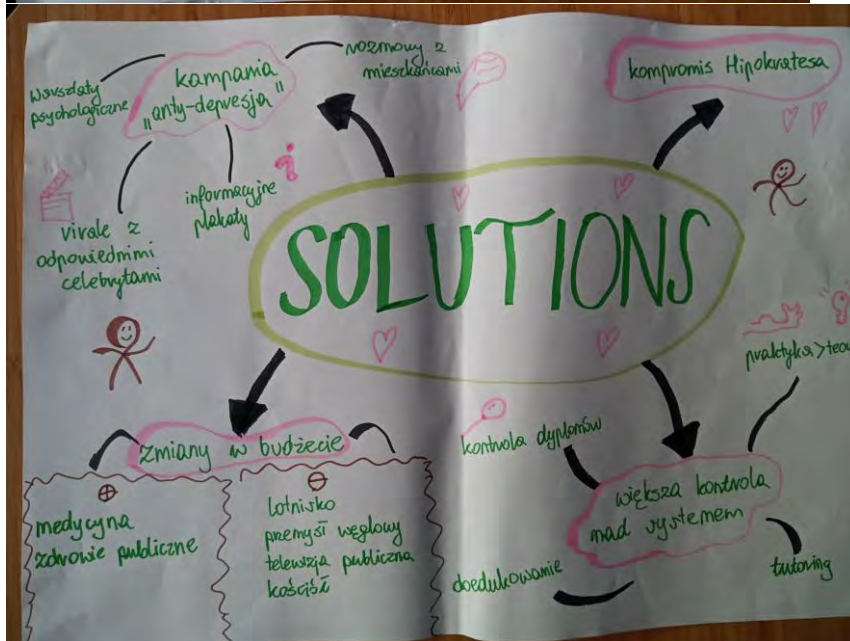 SOLUTIONS
kampania
„anty-depresja"
warsztaty
psychologiczne
rozmowy z
mieszkańcami
virale z
odpowiednimi
celebrytami
informacyjne
plakaty
i
kompromis Hipokratesa
zmiany w budżecie
⊕
medycyna
zdrowie publiczne
⊖
lotnisko
przemysł węglowy
telewizja publiczna
kościół
większa kontrola
nad systemem
kontrola dyplomów
praktyka>teo
doedukowanie
tutoring